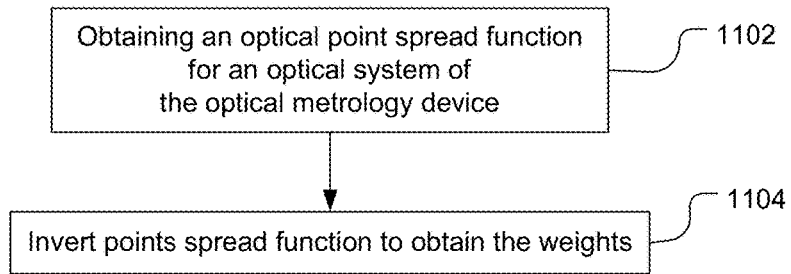 Obtaining an optical point spread function
for an optical system of
the optical metrology device
1102
Invert points spread function to obtain the weights
1104